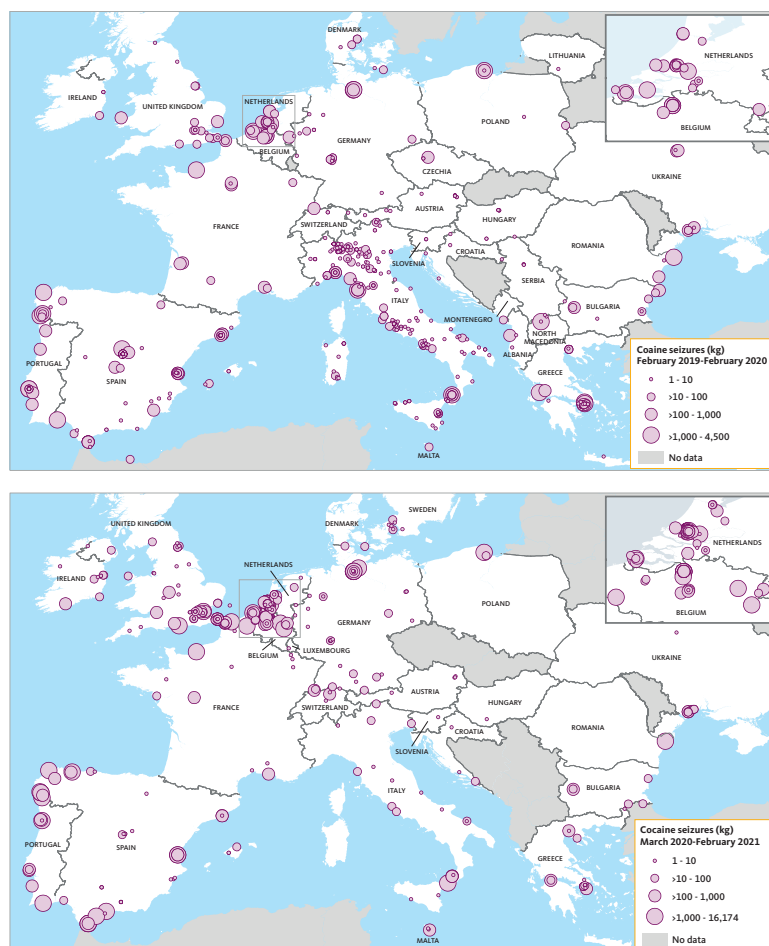 DENMARK
LITHUANIA
NETHERLANDS
BELGIUM
IRELAND
UNITED KINGDOM
NETHERLANDS
BELGIUM
GERMANY
POLAND
CZECHIA
UKRAINE
FRANCE
AUSTRIA
SWITZERLAND
HUNGARY
SLOVENIA
CROATIA
ROMANIA
SERBIA
ITALY
MONTENEGRO
BULGARIA
NORTH
MACEDONIA
ALBANIA
PORTUGAL
SPAIN
GREECE
MALTA
Coaine seizures (kg)
February 2019-February 2020
1 - 10
>10 - 100
>100 - 1,000
>1,000 - 4,500
No data
SWEDEN
UNITED KINGDOM
DENMARK
NETHERLANDS
BELGIUM
NETHERLANDS
IRELAND
POLAND
GERMANY
BELGIUM
LUXEMBOURG
UKRAINE
AUSTRIA
FRANCE
SWITZERLAND
HUNGARY
CROATIA
ROMANIA
SLOVENIA
ITALY
BULGARIA
PORTUGAL
SPAIN
GREECE
MALTA
Cocaine seizures (kg)
March 2020-February 2021
1 - 10
>10 - 100
>100 - 1,000
>1,000 - 16,174
No data